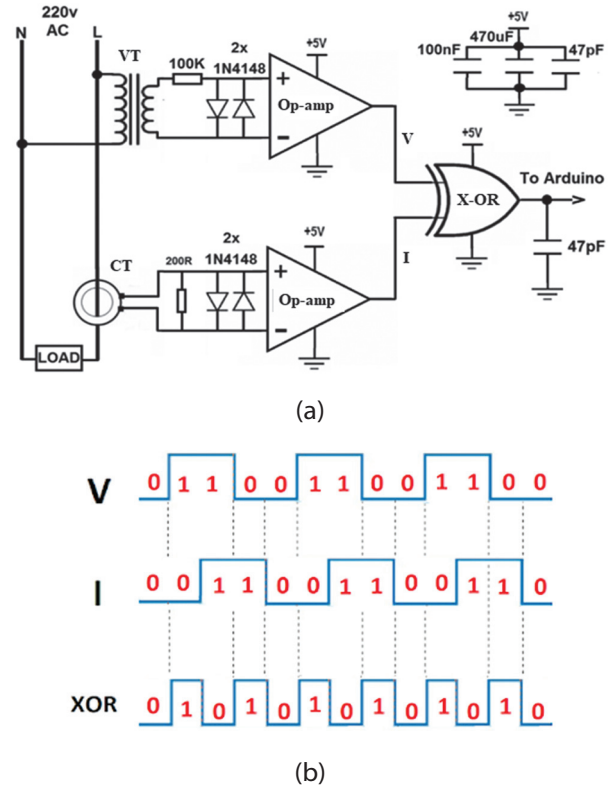 220v
N AC L
VT
100K
2x
1N4148
+5V
+
Op-amp
−
V
+5V
100nF
470uF
47pF
+5V
X-OR
To Arduino
47pF
CT
200R
2x
1N4148
+5V
+
Op-amp
−
I
LOAD
(a)
V 0 1 1 0 0 1 1 0 0 1 1 0 0
I 0 0 1 1 0 0 1 1 0 0 1 1 0
XOR 0 1 0 1 0 1 0 1 0 1 0 1 0
(b)